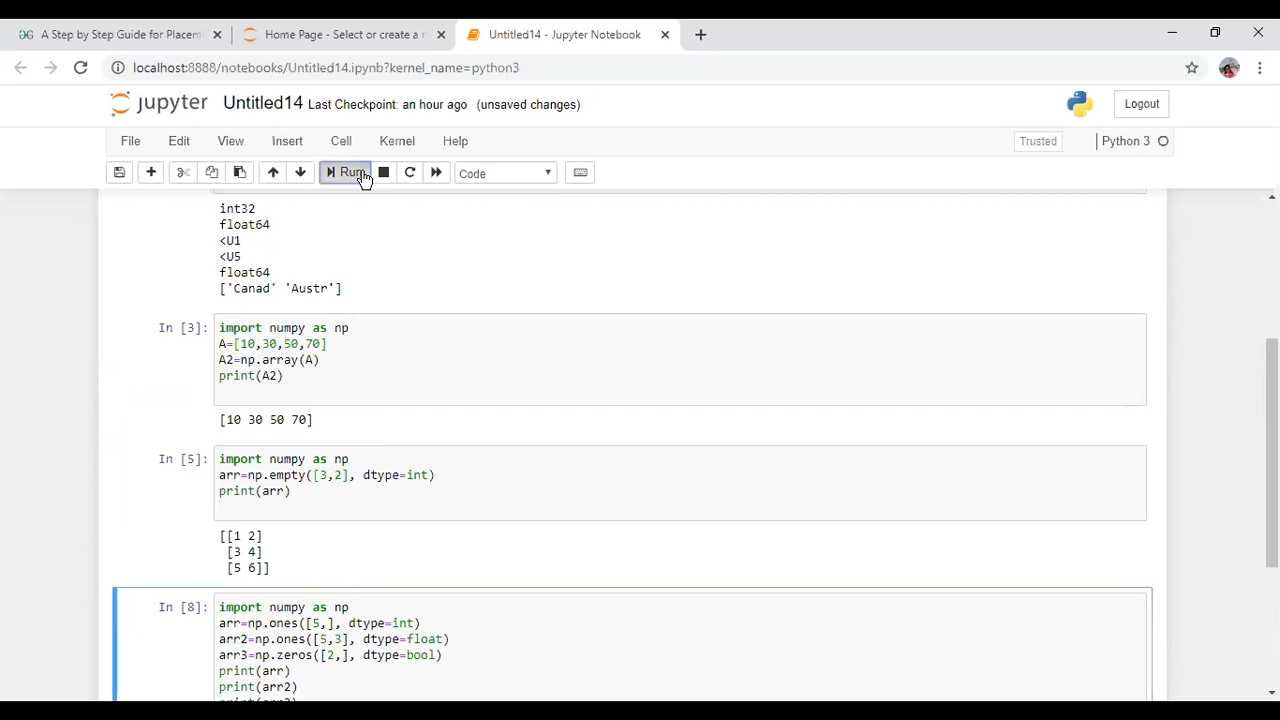 A Step by Step Guide for Placem
Home Page - Select or create a n
Untitled14 - Jupyter Notebook
localhost:8888/notebooks/Untitled14.ipynb?kernel_name=python3
jupyter Untitled14 Last Checkpoint: an hour ago (unsaved changes)
Logout
File Edit View Insert Cell Kernel Help
Trusted
Python 3
Run
Code
int32
float64
<U1
<U5
float64
['Canad' 'Austr']
In [3]: import numpy as np
A=[10,30,50,70]
A2=np.array(A)
print(A2)
[10 30 50 70]
In [5]: import numpy as np
arr=np.empty([3,2], dtype=int)
print(arr)
[[1 2]
[3 4]
[5 6]]
In [8]: import numpy as np
arr=np.ones([5,], dtype=int)
arr2=np.ones([5,3], dtype=float)
arr3=np.zeros([2,], dtype=bool)
print(arr)
print(arr2)